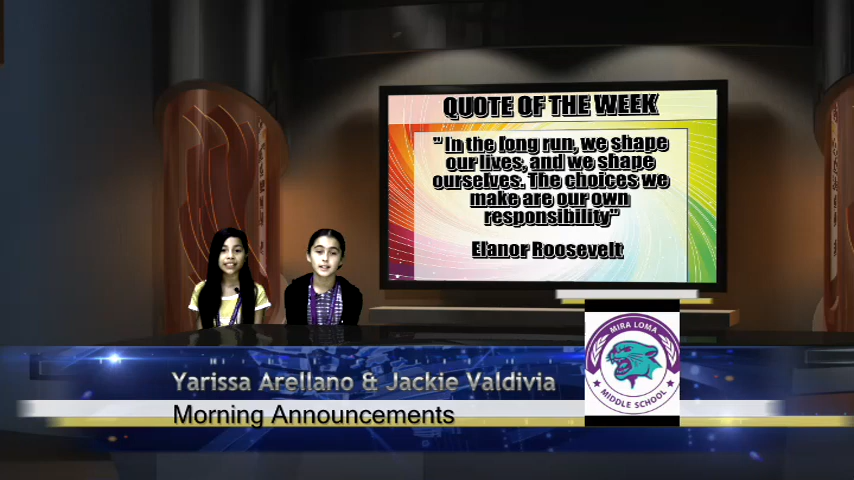 QUOTE OF THE WEEK
" In the long run, we shape
our lives, and we shape
ourselves. The choices we
make are our own
responsibility"
Elanor Roosevelt
MIRA LOMA
MIDDLE SCHOOL
Yarissa Arellano & Jackie Valdivia
Morning Announcements